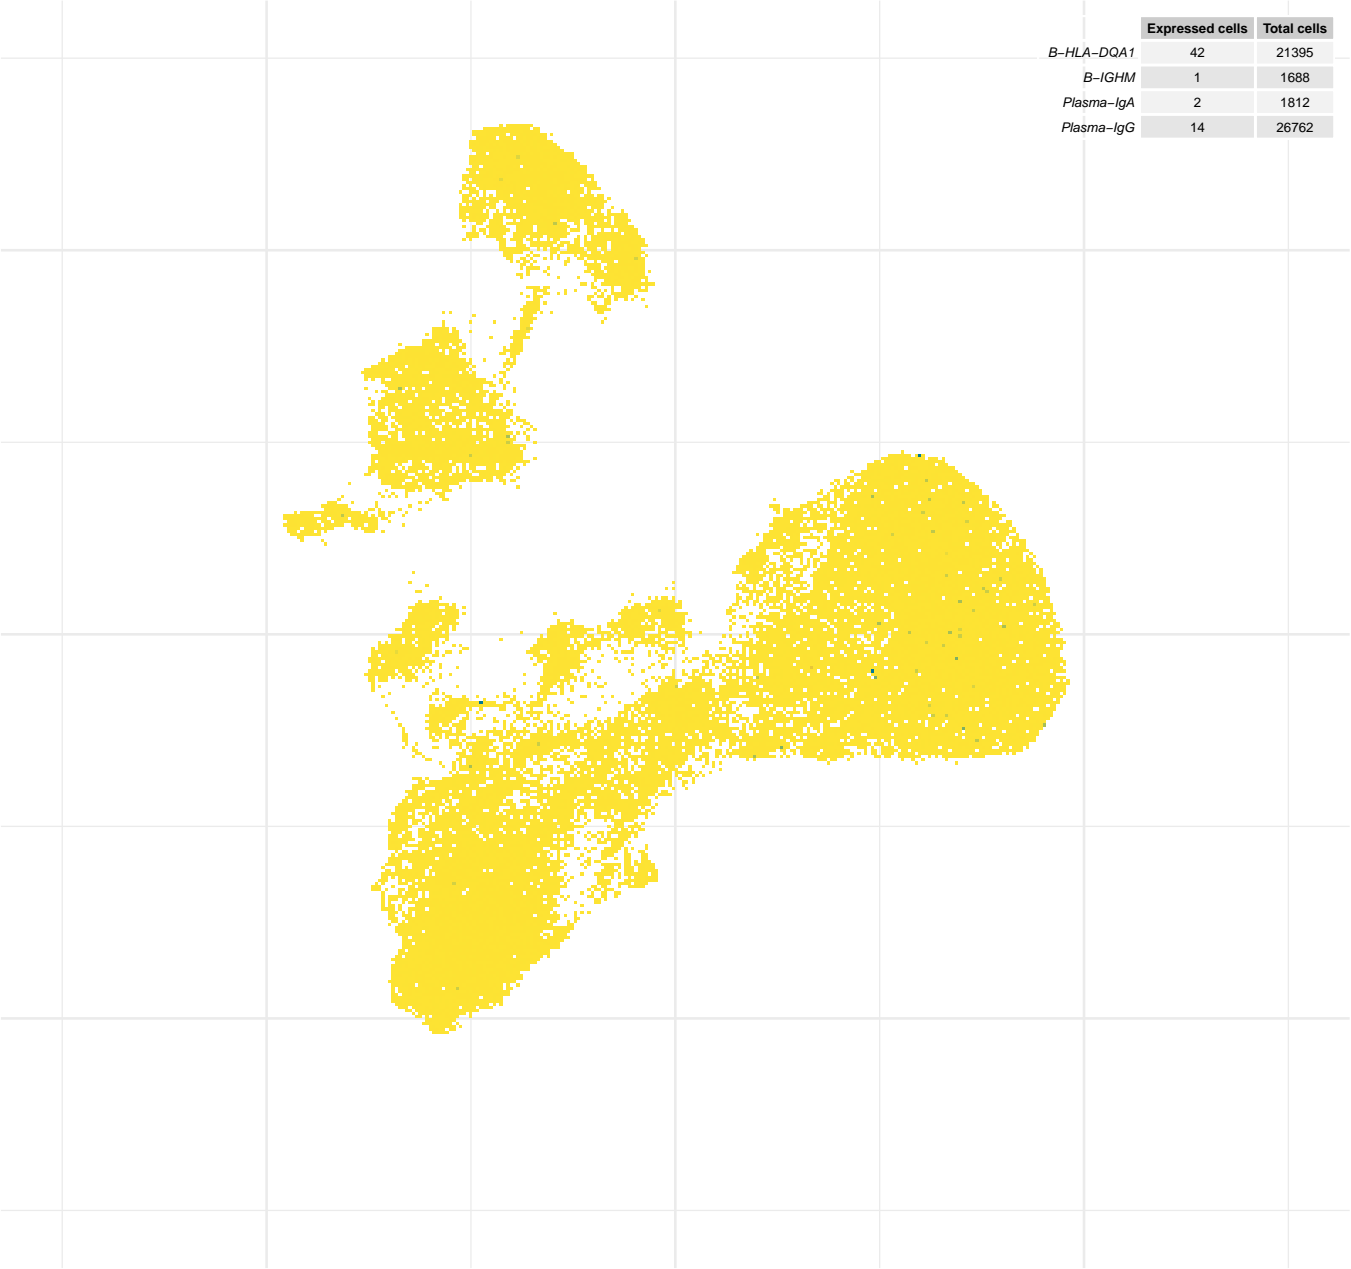 Expressed cells Total cells
B−HLA−DQA1 42 21395
B−IGHM 1 1688
Plasma−IgA 2 1812
Plasma−IgG 14 26762